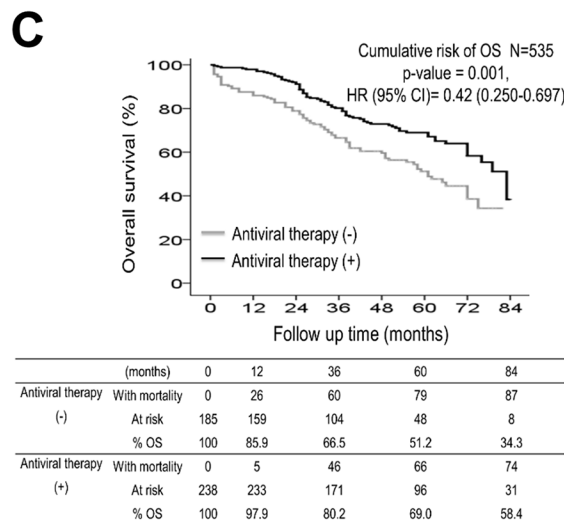 C
Cumulative risk of OS N=535
p-value = 0.001,
HR (95% CI)= 0.42 (0.250-0.697)
Overall survival (%)
100
80
60
40
20
0
Antiviral therapy (-)
Antiviral therapy (+)
0 12 24 36 48 60 72 84
Follow up time (months)
(months) 0 12 36 60 84
Antiviral therapy (-) With mortality 0 26 60 79 87
At risk 185 159 104 48 8
% OS 100 85.9 66.5 51.2 34.3
Antiviral therapy (+) With mortality 0 5 46 66 74
At risk 238 233 171 96 31
% OS 100 97.9 80.2 69.0 58.4